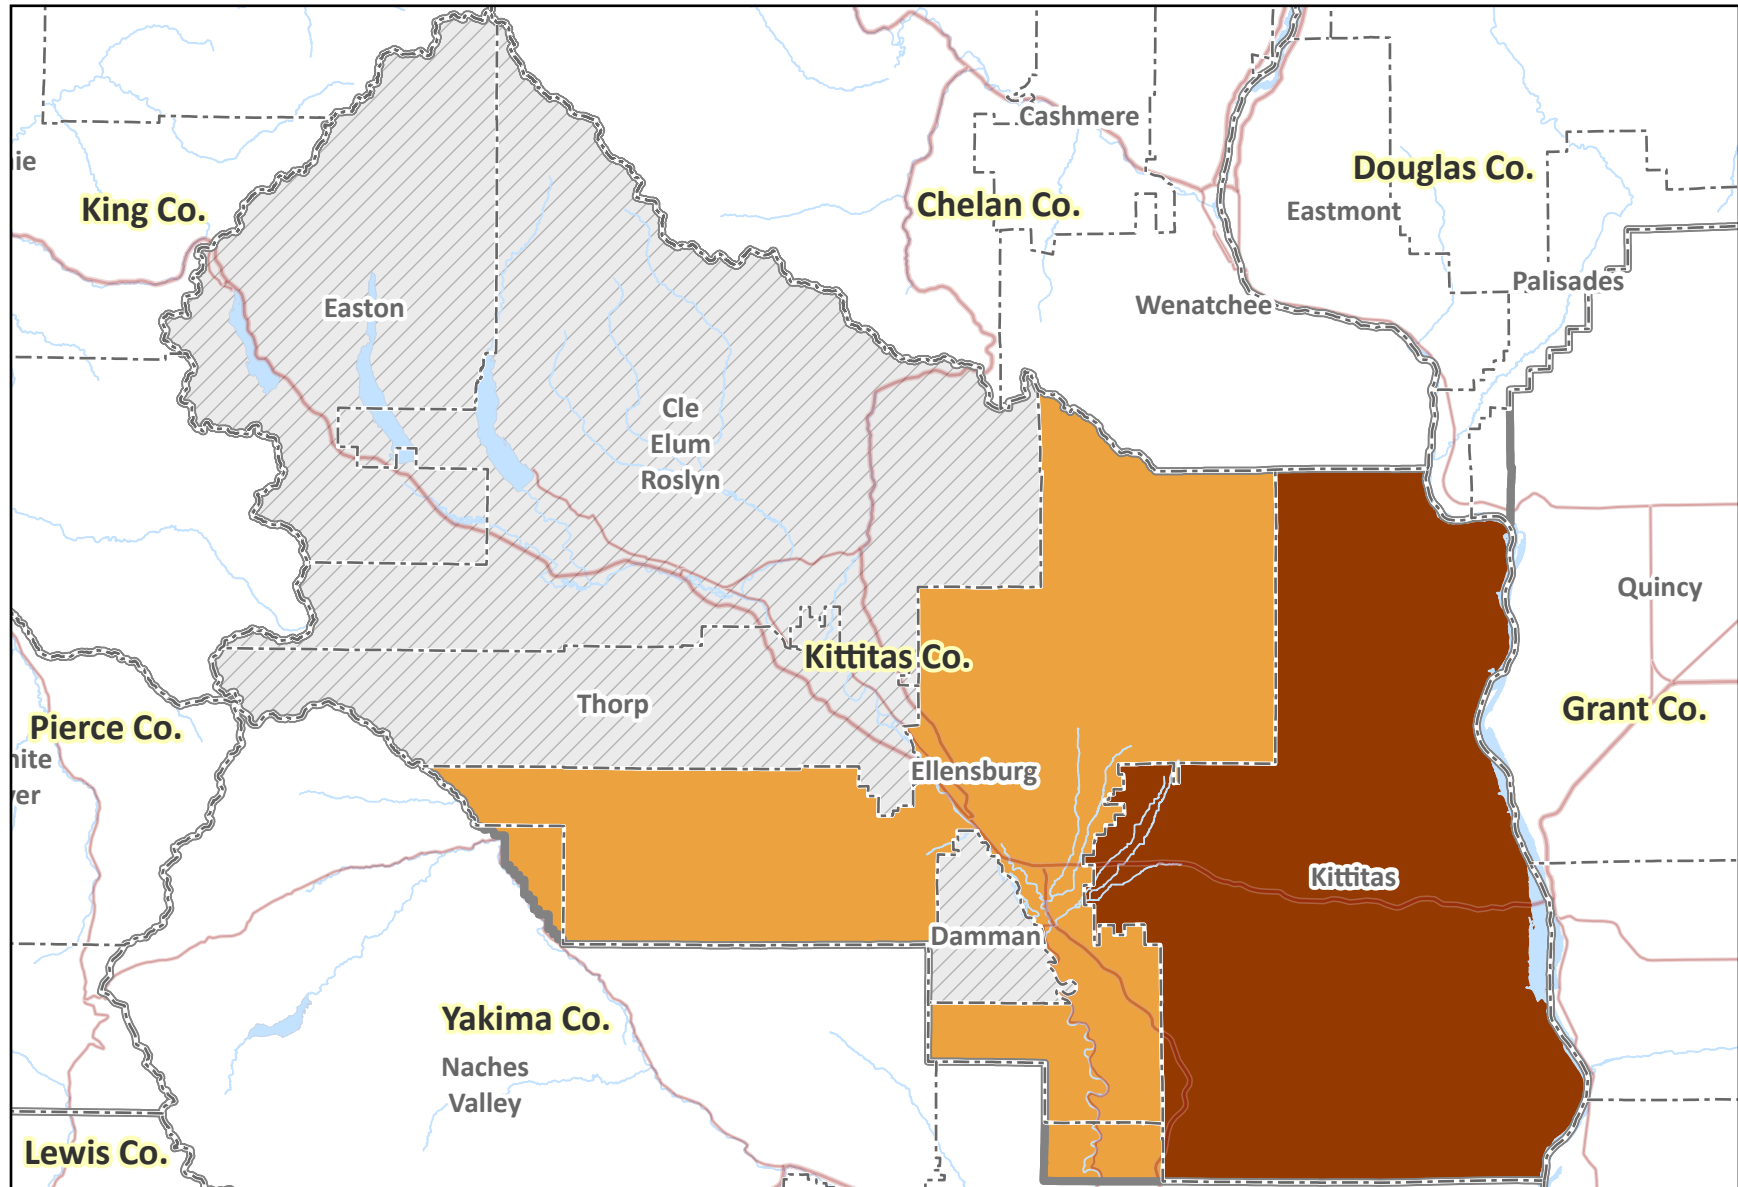 Cashmere
ie
Douglas Co.
King Co.
Chelan Co.
Eastmont
Palisades
Easton
Wenatchee
Cle
Elum
Roslyn
Quincy
Kittitas Co.
Thorp
Grant Co.
Pierce Co.
ite
er
Ellensburg
Kittitas
Damman
Yakima Co.
Naches
Valley
Lewis Co.